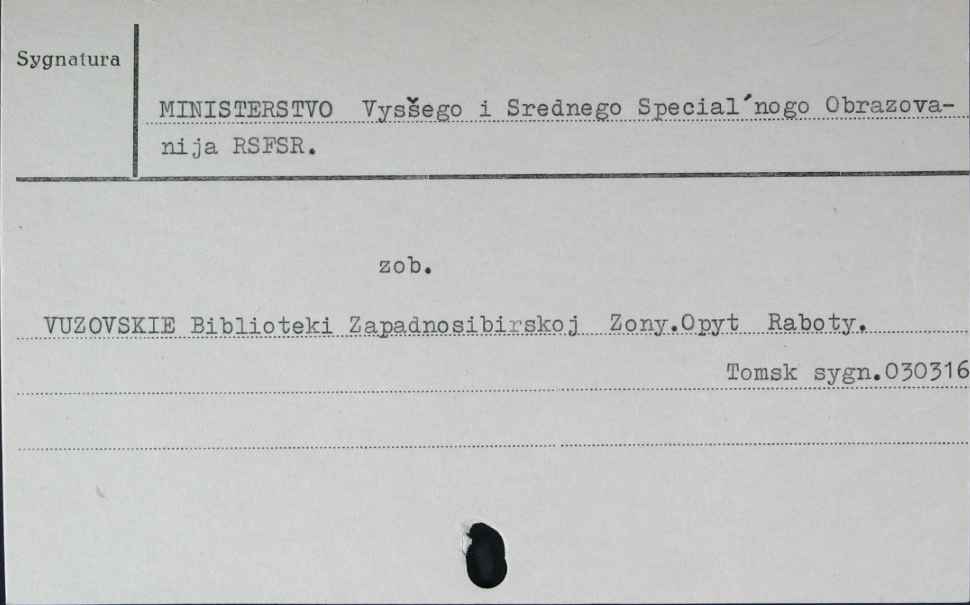 Sygnatura
MINISTERSTVO Vysšego i Srednego Special´nogo Obrazova-
nija RSFSR.
zob.
VUZOVSKIE Biblioteki Zapadnosibirskoj Zony.Opyt Raboty.
Tomsk sygn.030316